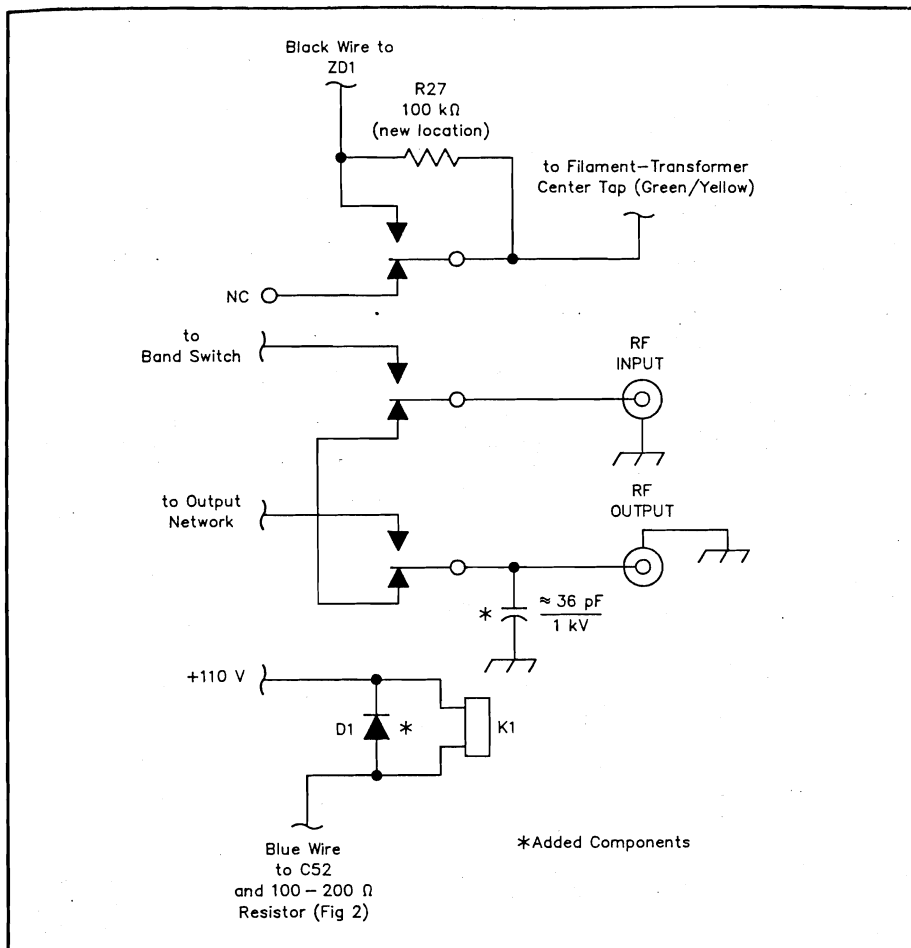 Black Wire to
ZD1
R27
100 kΩ
(new location)
to Filament–Transformer
Center Tap (Green/Yellow)
NC
to
Band Switch
RF
INPUT
to Output
Network
RF
OUTPUT
* ≈ 36 pF
1 kV
+110 V
D1 *
K1
Blue Wire
to C52
and 100 – 200 Ω
Resistor (Fig 2)
*Added Components